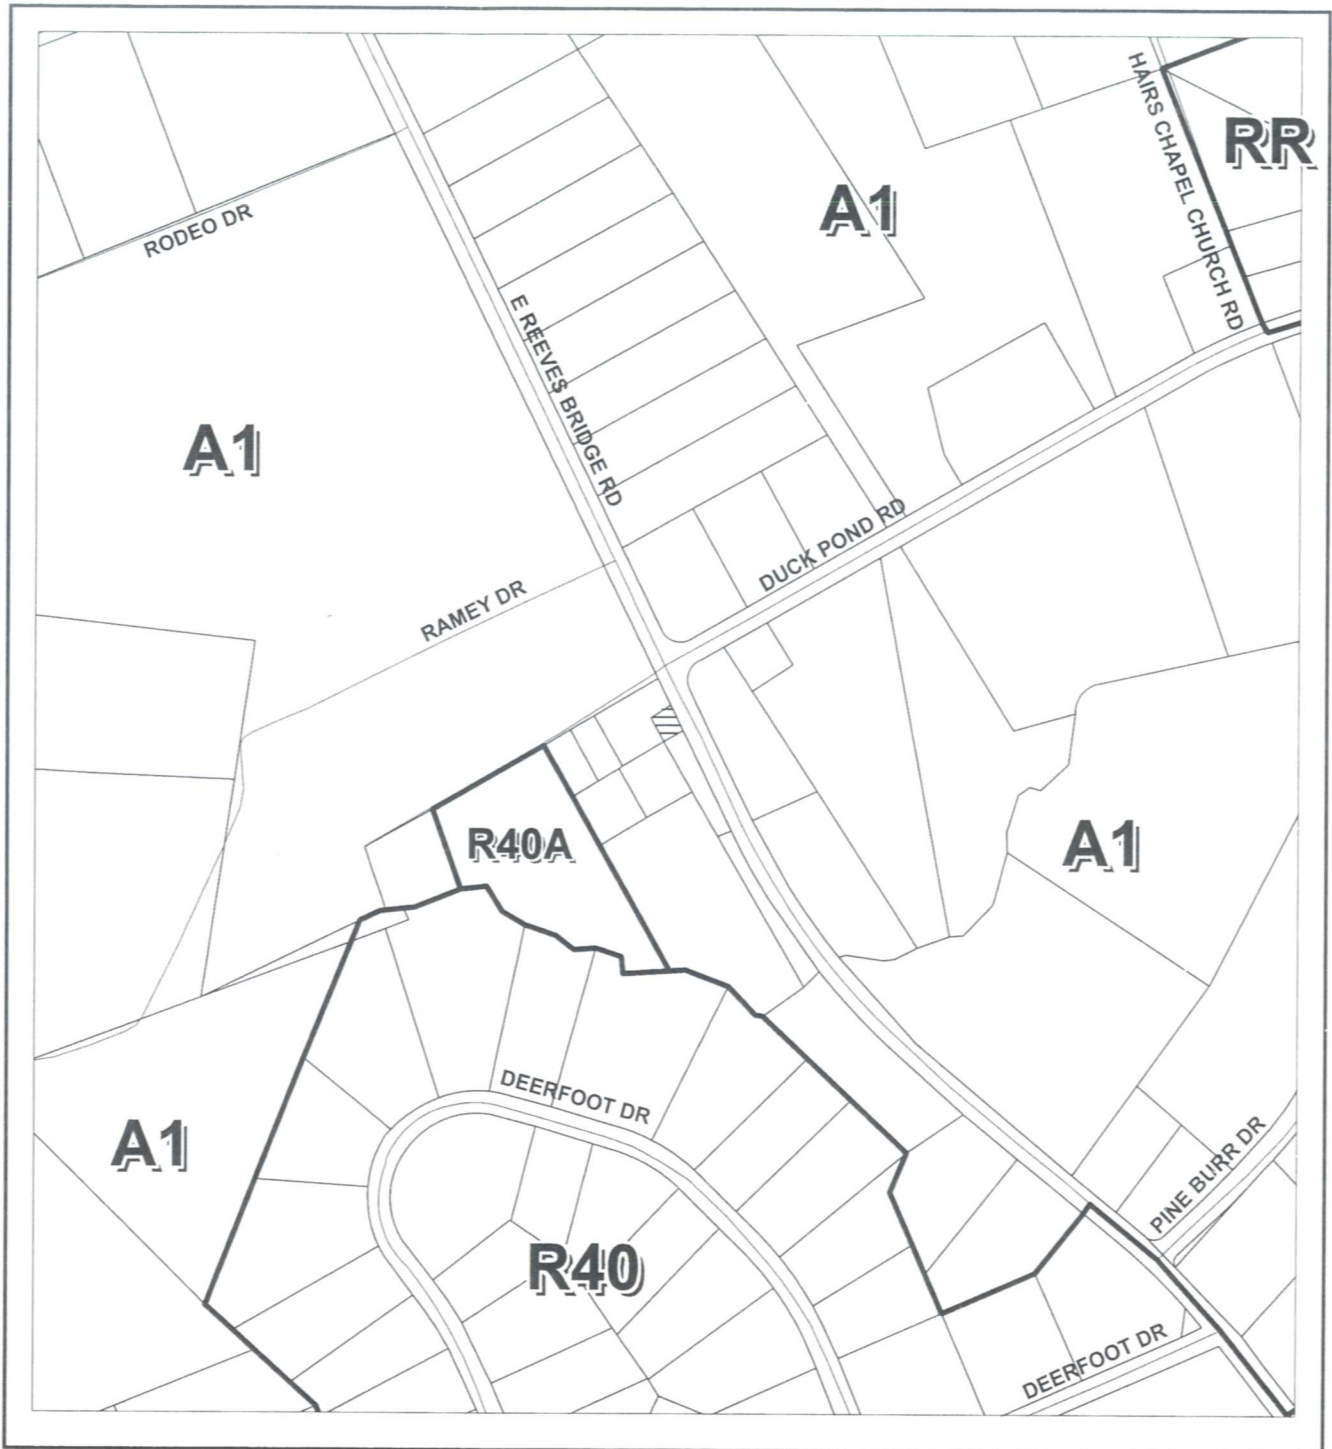 HAIRS CHAPEL CHURCH RD
RR
A1
RODEO DR
E REEVES BRIDGE RD
A1
DUCK POND RD
RAMEY DR
R40A
A1
DEERFOOT DR
A1
PINE BURR DR
R40
DEERFOOT DR